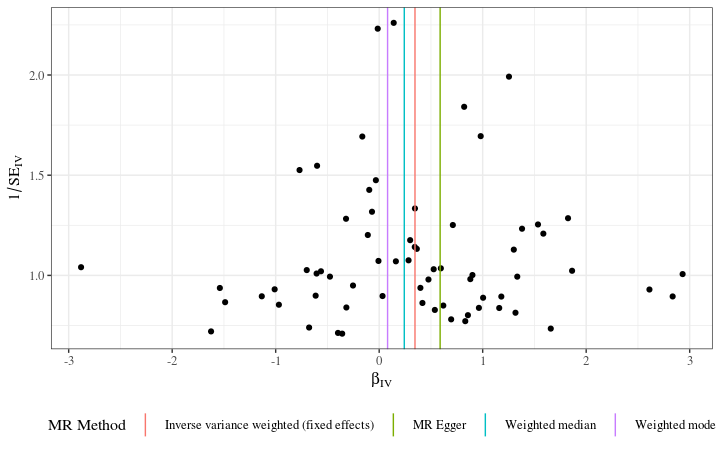 2.0
1.5
1.0
1/SE_IV
-3 -2 -1 0 1 2 3
β_IV
MR Method Inverse variance weighted (fixed effects) MR Egger Weighted median Weighted mode